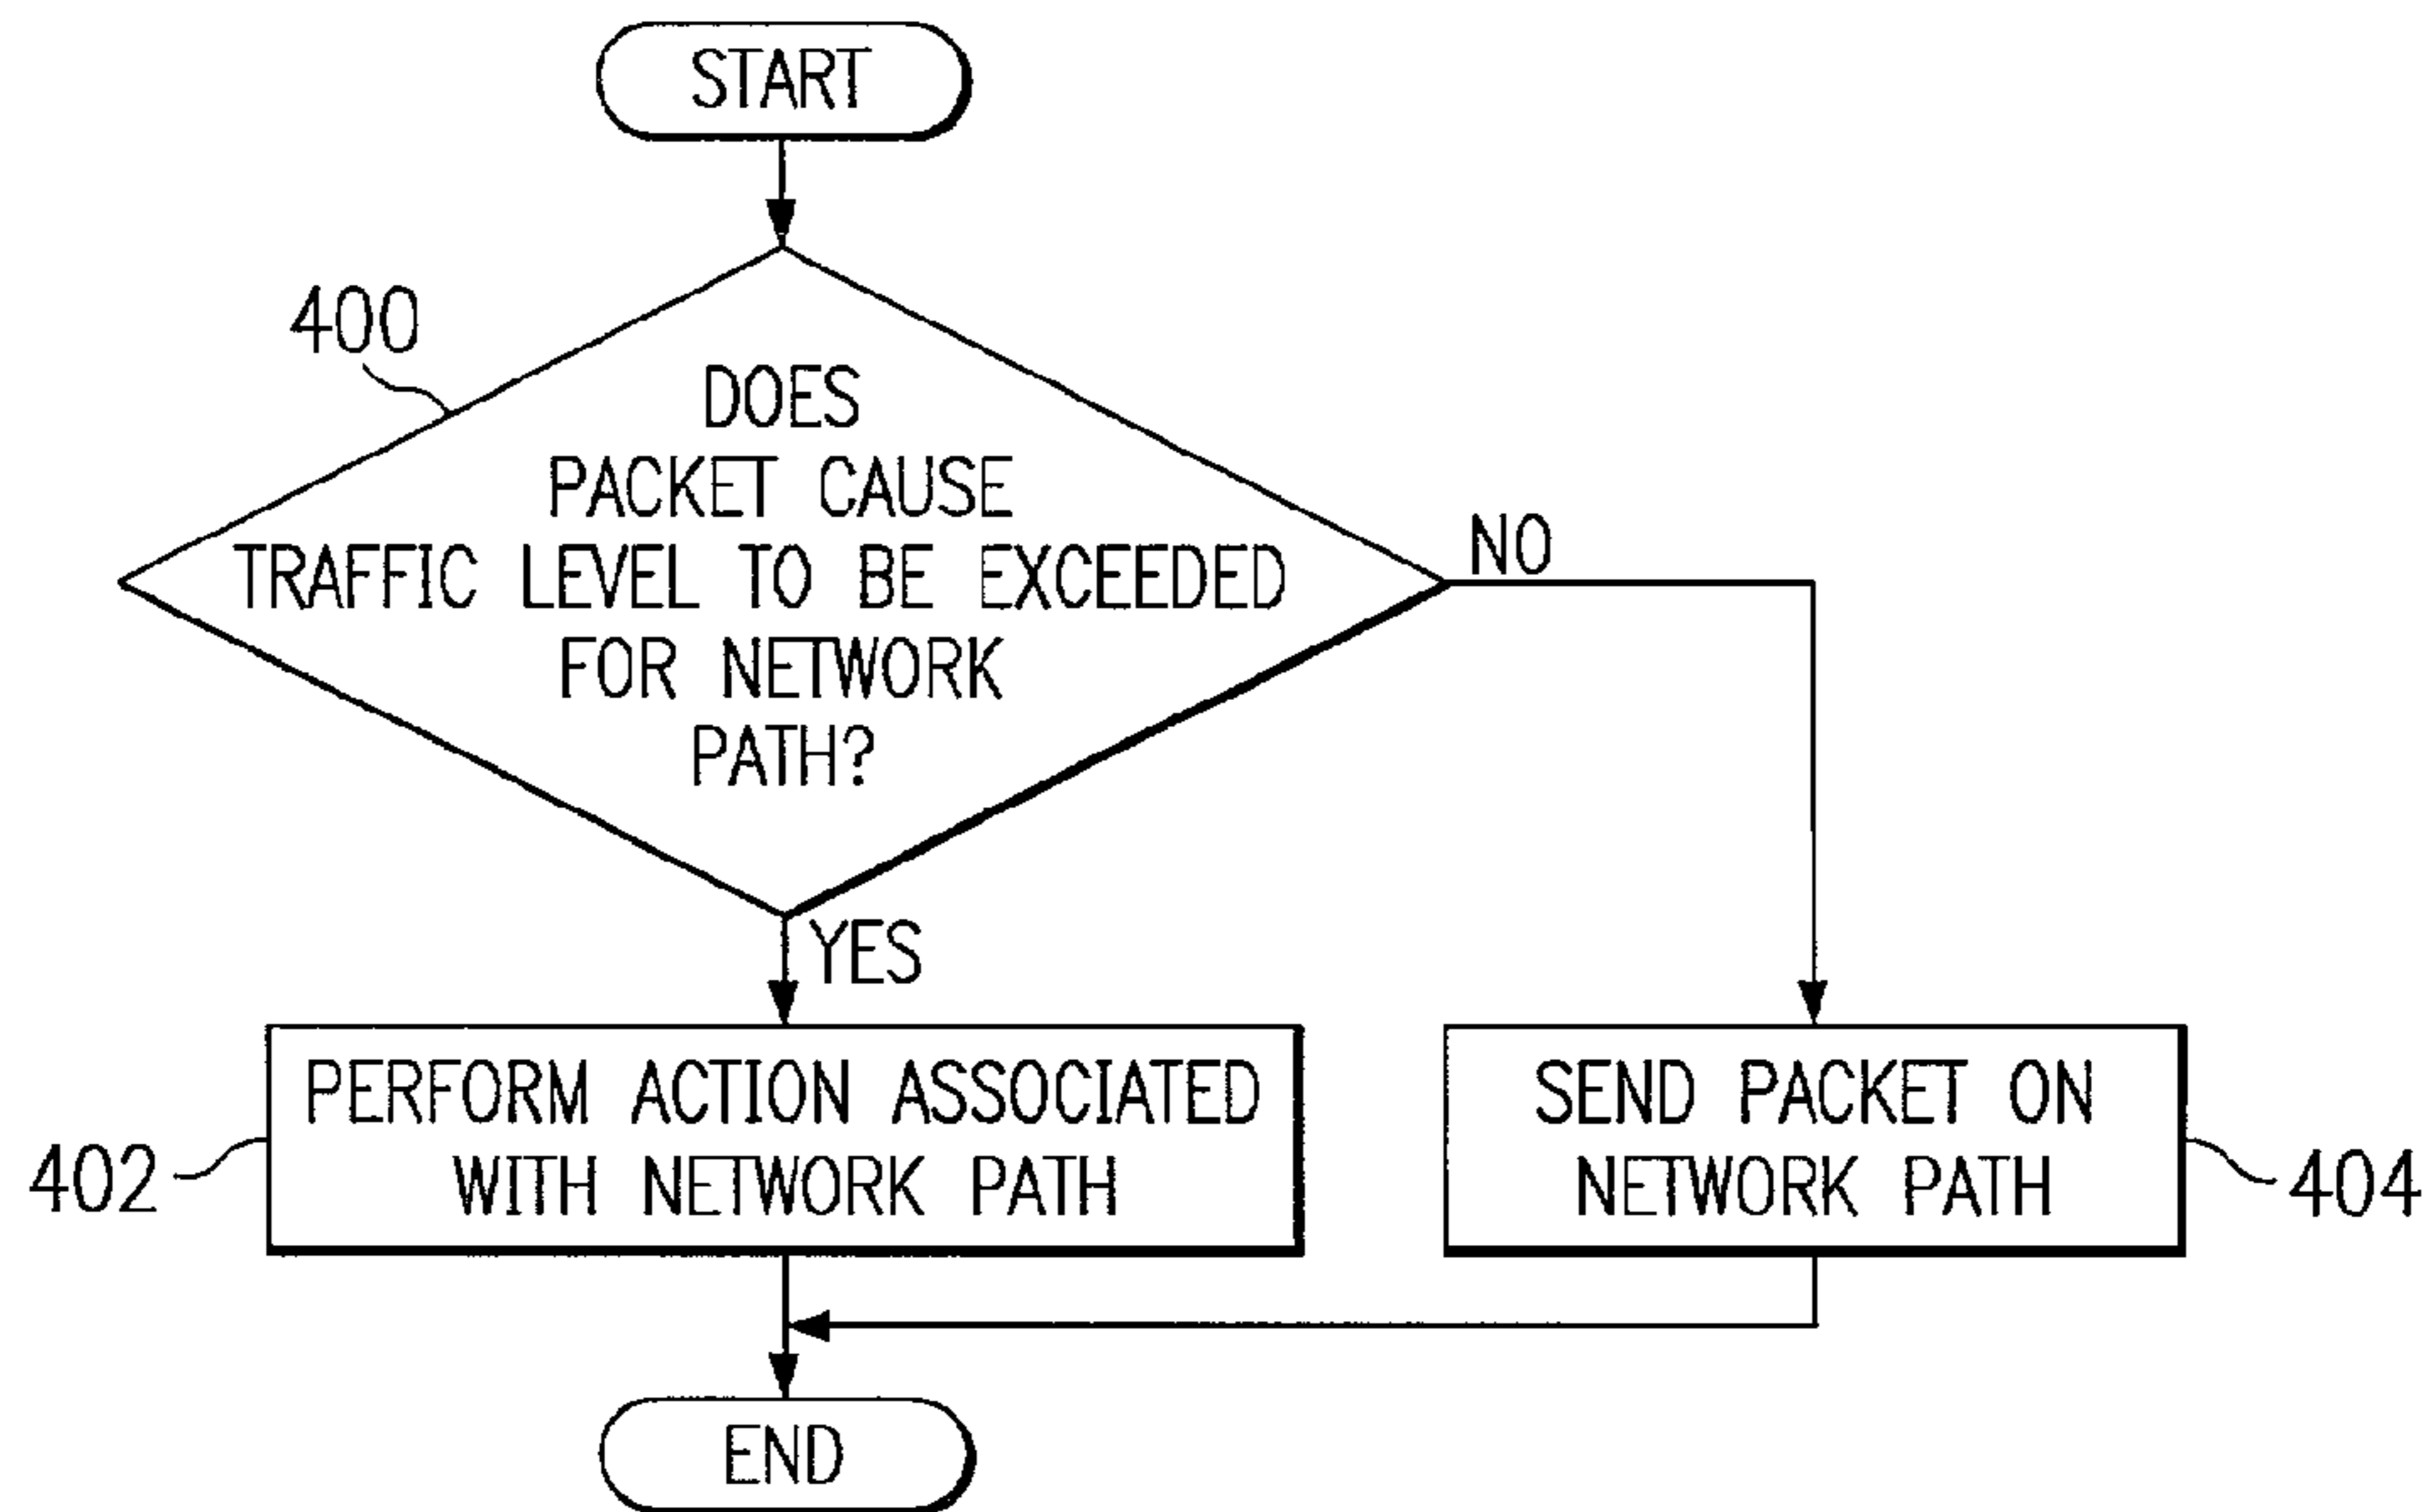 START
400
DOES
PACKET CAUSE
TRAFFIC LEVEL TO BE EXCEEDED
FOR NETWORK
PATH?
NO
YES
PERFORM ACTION ASSOCIATED
WITH NETWORK PATH
402
SEND PACKET ON
NETWORK PATH
404
END